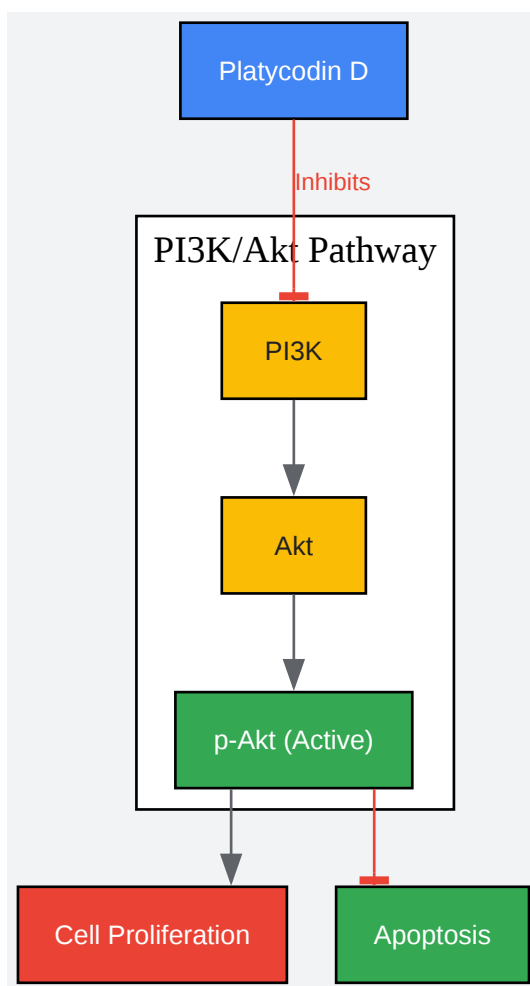 Platycodin D
Inhibits
PI3K/Akt Pathway
PI3K
Akt
p-Akt (Active)
Cell Proliferation
Apoptosis